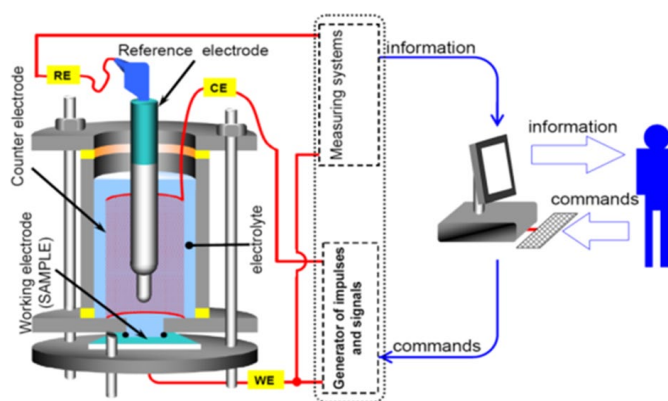 Reference electrode
RE
CE
WE
Counter electrode
Working electrode
(SAMPLE)
electrolyte
Measuring systems
Generator of impulses
and signals
information
commands
information
commands